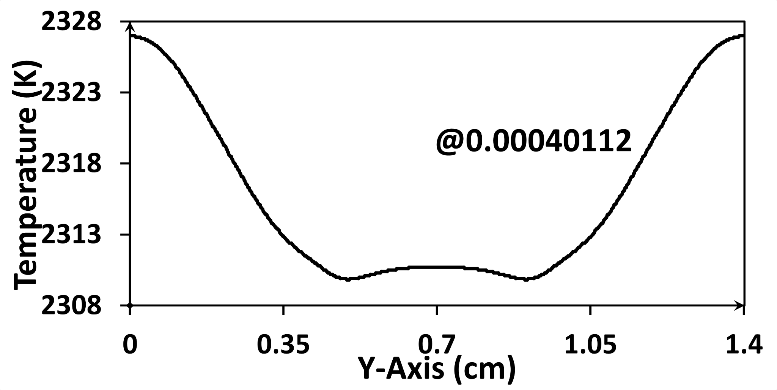 2328
2323
2318
2313
2308
Temperature (K)
@0.00040112
0 0.35 0.7 1.05 1.4
Y-Axis (cm)